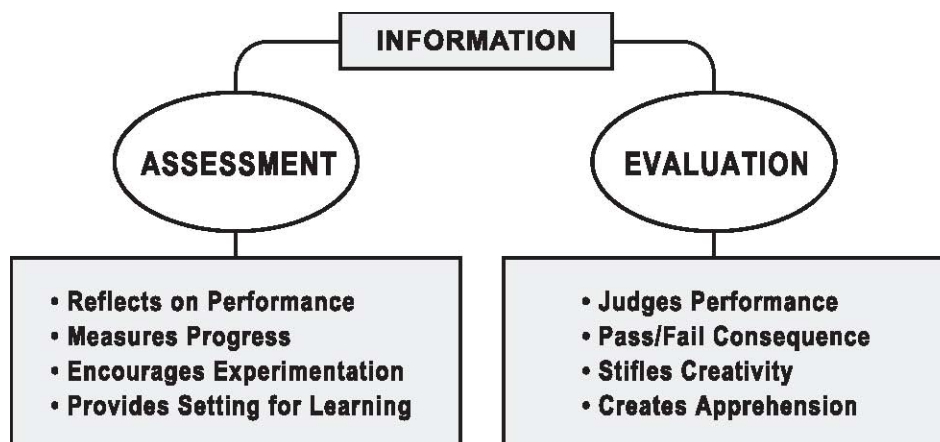 INFORMATION
ASSESSMENT
EVALUATION
• Reflects on Performance
• Measures Progress
• Encourages Experimentation
• Provides Setting for Learning
• Judges Performance
• Pass/Fail Consequence
• Stifles Creativity
• Creates Apprehension